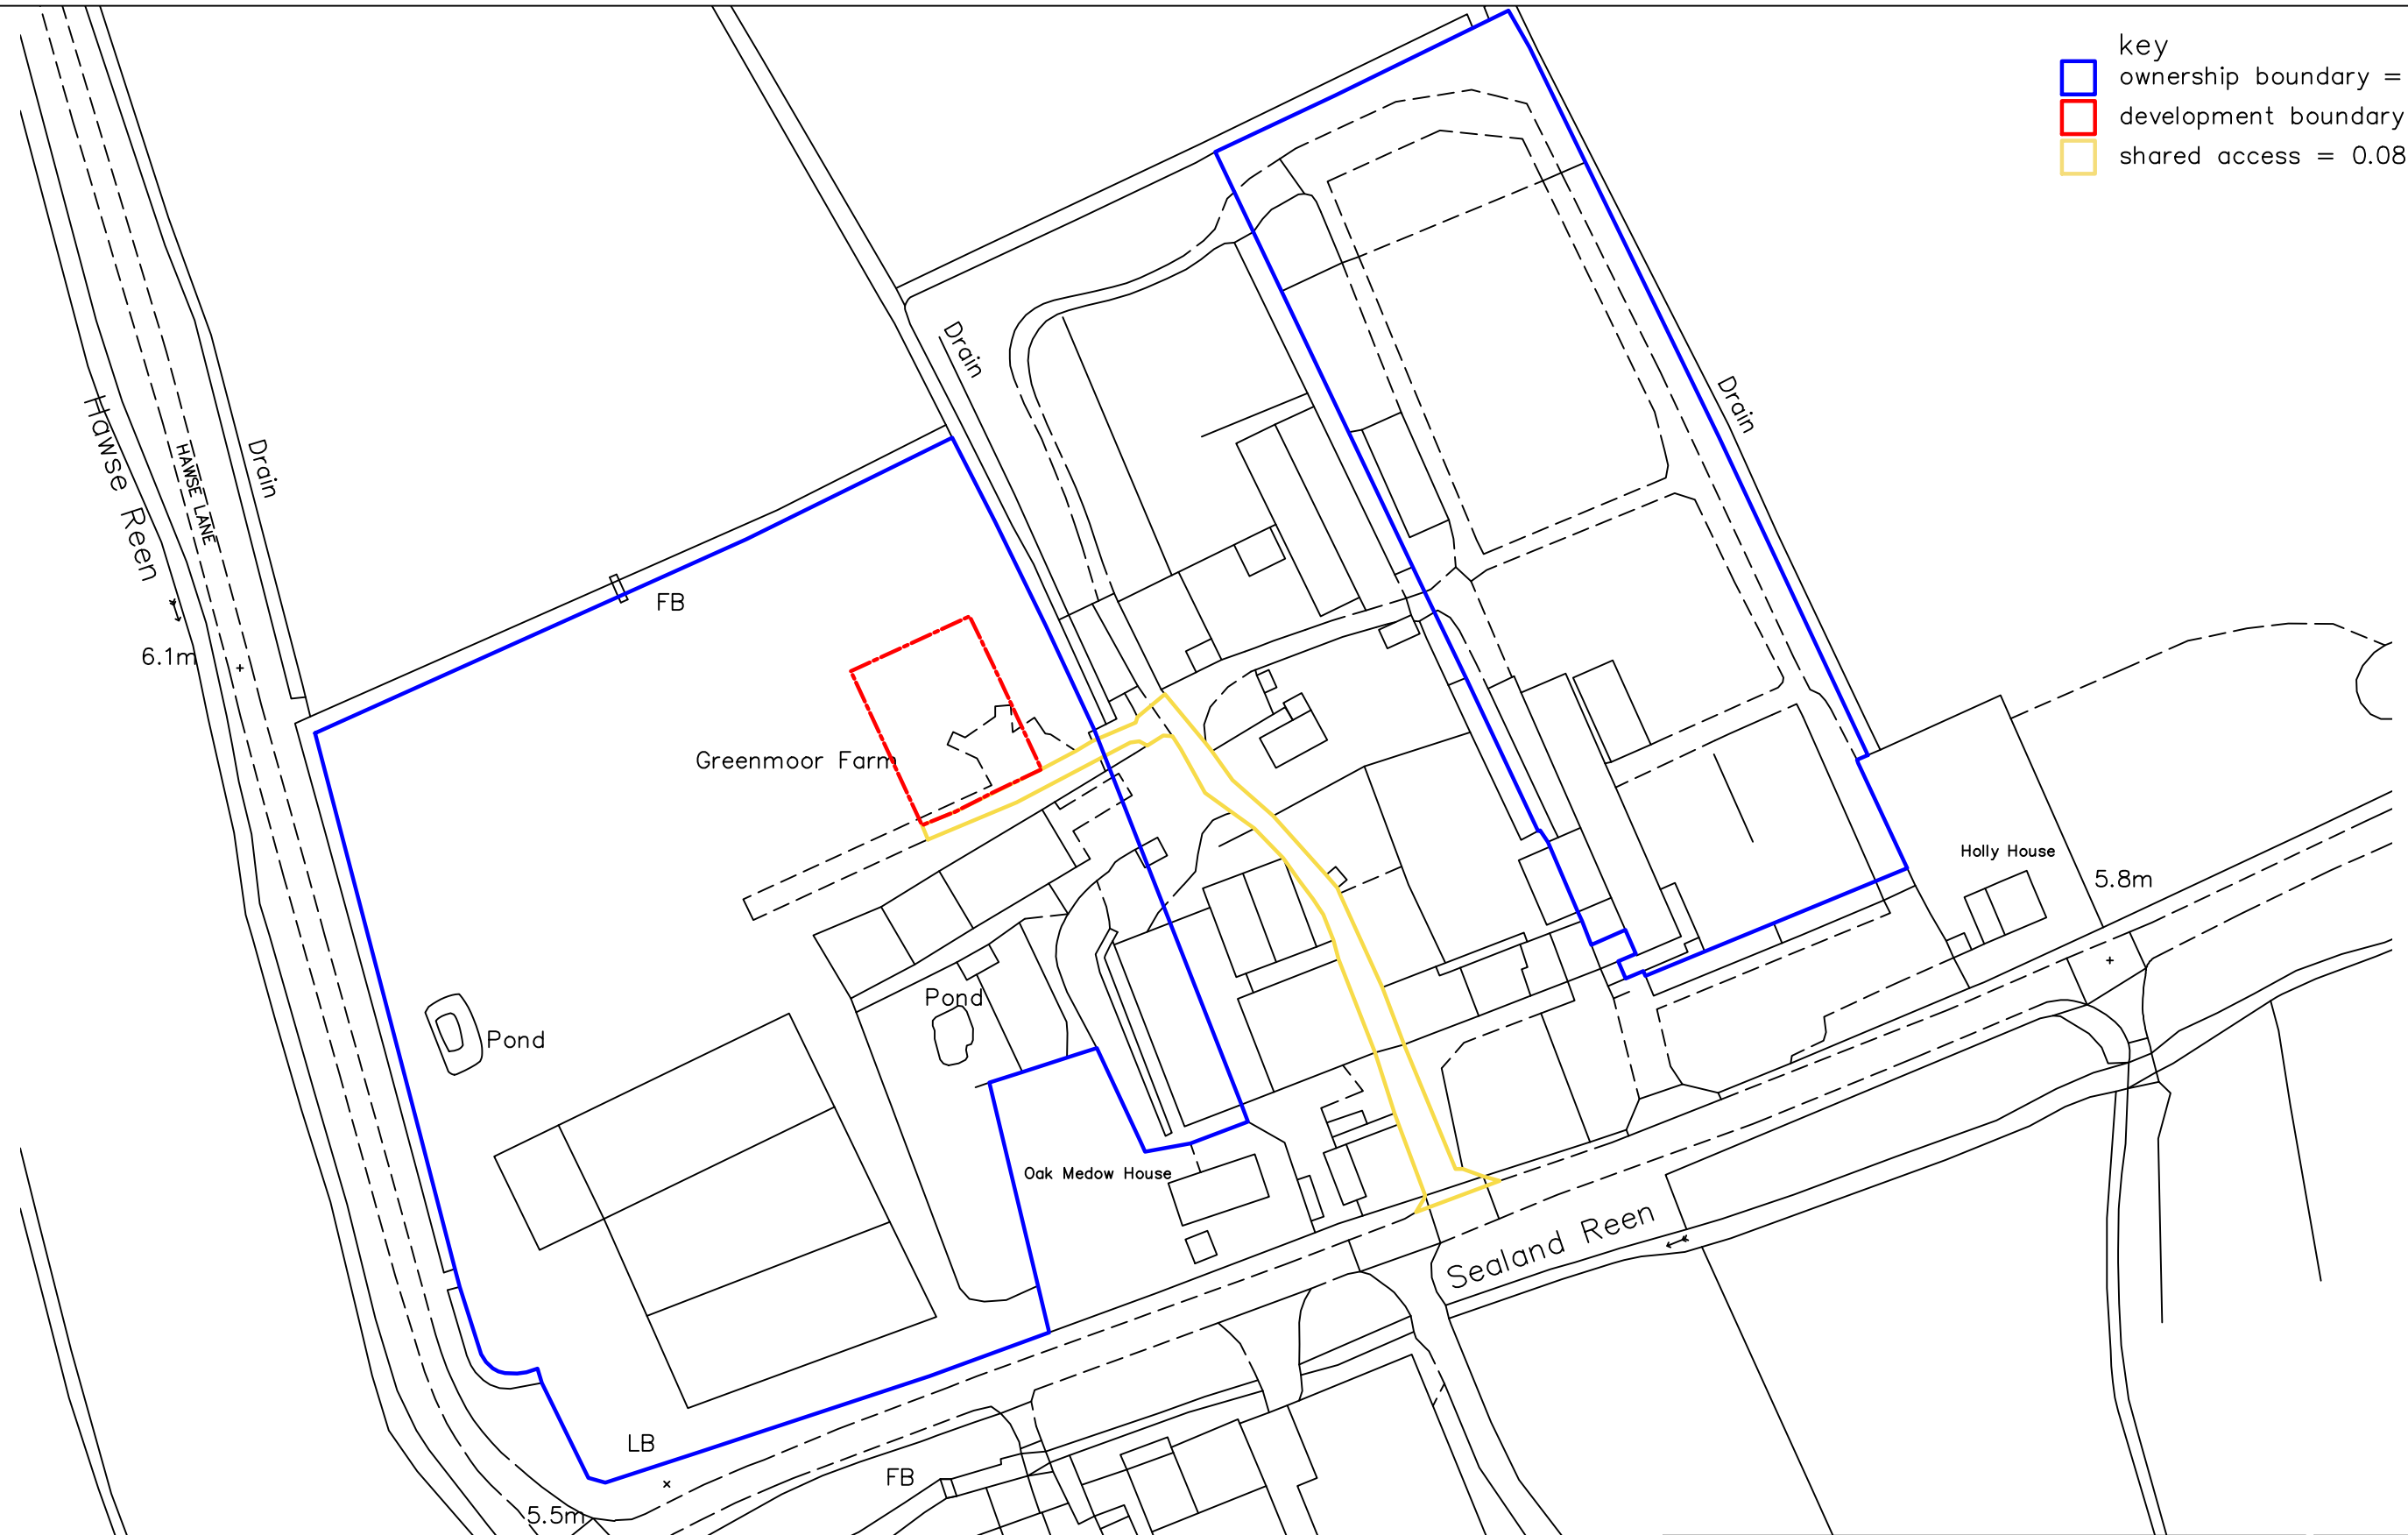 key
ownership boundary =
development boundary
shared access = 0.08
Drain
Drain
Hawse Reen
HAWSE LANE
Drain
FB
6.1m
Greenmoor Farm
Holly House
5.8m
Pond
Pond
Oak Medow House
Sealand Reen
LB
FB
5.5m